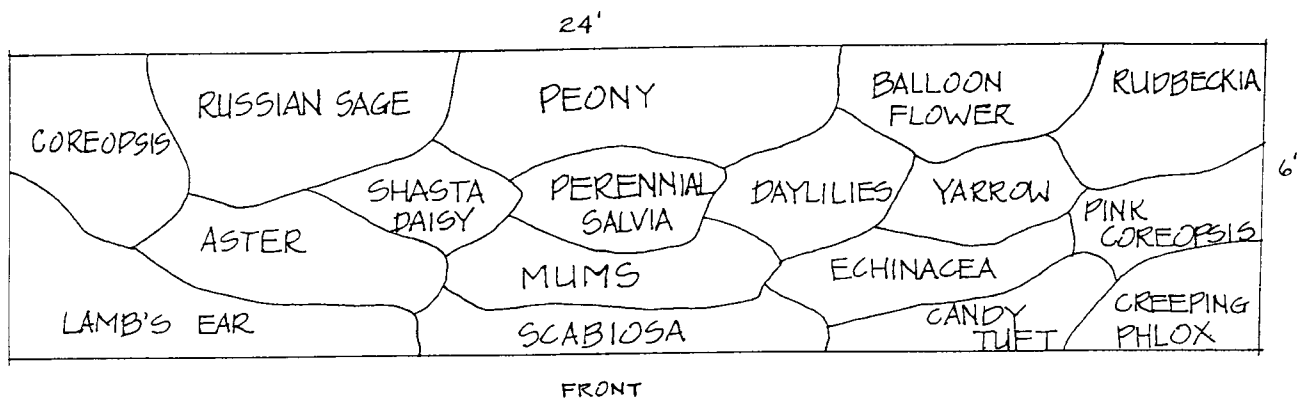 24'
COREOPSIS
RUSSIAN SAGE
PEONY
BALLOON
FLOWER
RUDBECKIA
6'
SHASTA
DAISY
PERENNIAL
SALVIA
DAYLILIES
YARROW
PINK
COREOPSIS
ASTER
MUMS
ECHINACEA
LAMB'S EAR
SCABIOSA
CANDY
TUFT
CREEPING
PHLOX
FRONT